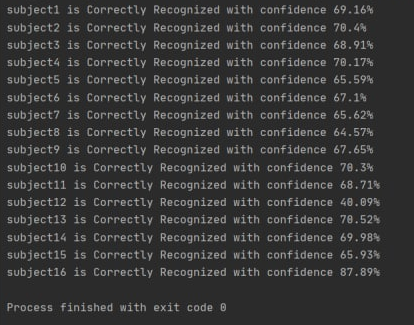 subject1 is Correctly Recognized with confidence 69.16%
subject2 is Correctly Recognized with confidence 70.4%
subject3 is Correctly Recognized with confidence 68.91%
subject4 is Correctly Recognized with confidence 70.17%
subject5 is Correctly Recognized with confidence 65.59%
subject6 is Correctly Recognized with confidence 67.1%
subject7 is Correctly Recognized with confidence 65.62%
subject8 is Correctly Recognized with confidence 64.57%
subject9 is Correctly Recognized with confidence 67.65%
subject10 is Correctly Recognized with confidence 70.3%
subject11 is Correctly Recognized with confidence 68.71%
subject12 is Correctly Recognized with confidence 40.09%
subject13 is Correctly Recognized with confidence 70.52%
subject14 is Correctly Recognized with confidence 69.98%
subject15 is Correctly Recognized with confidence 65.93%
subject16 is Correctly Recognized with confidence 87.89%
Process finished with exit code 0